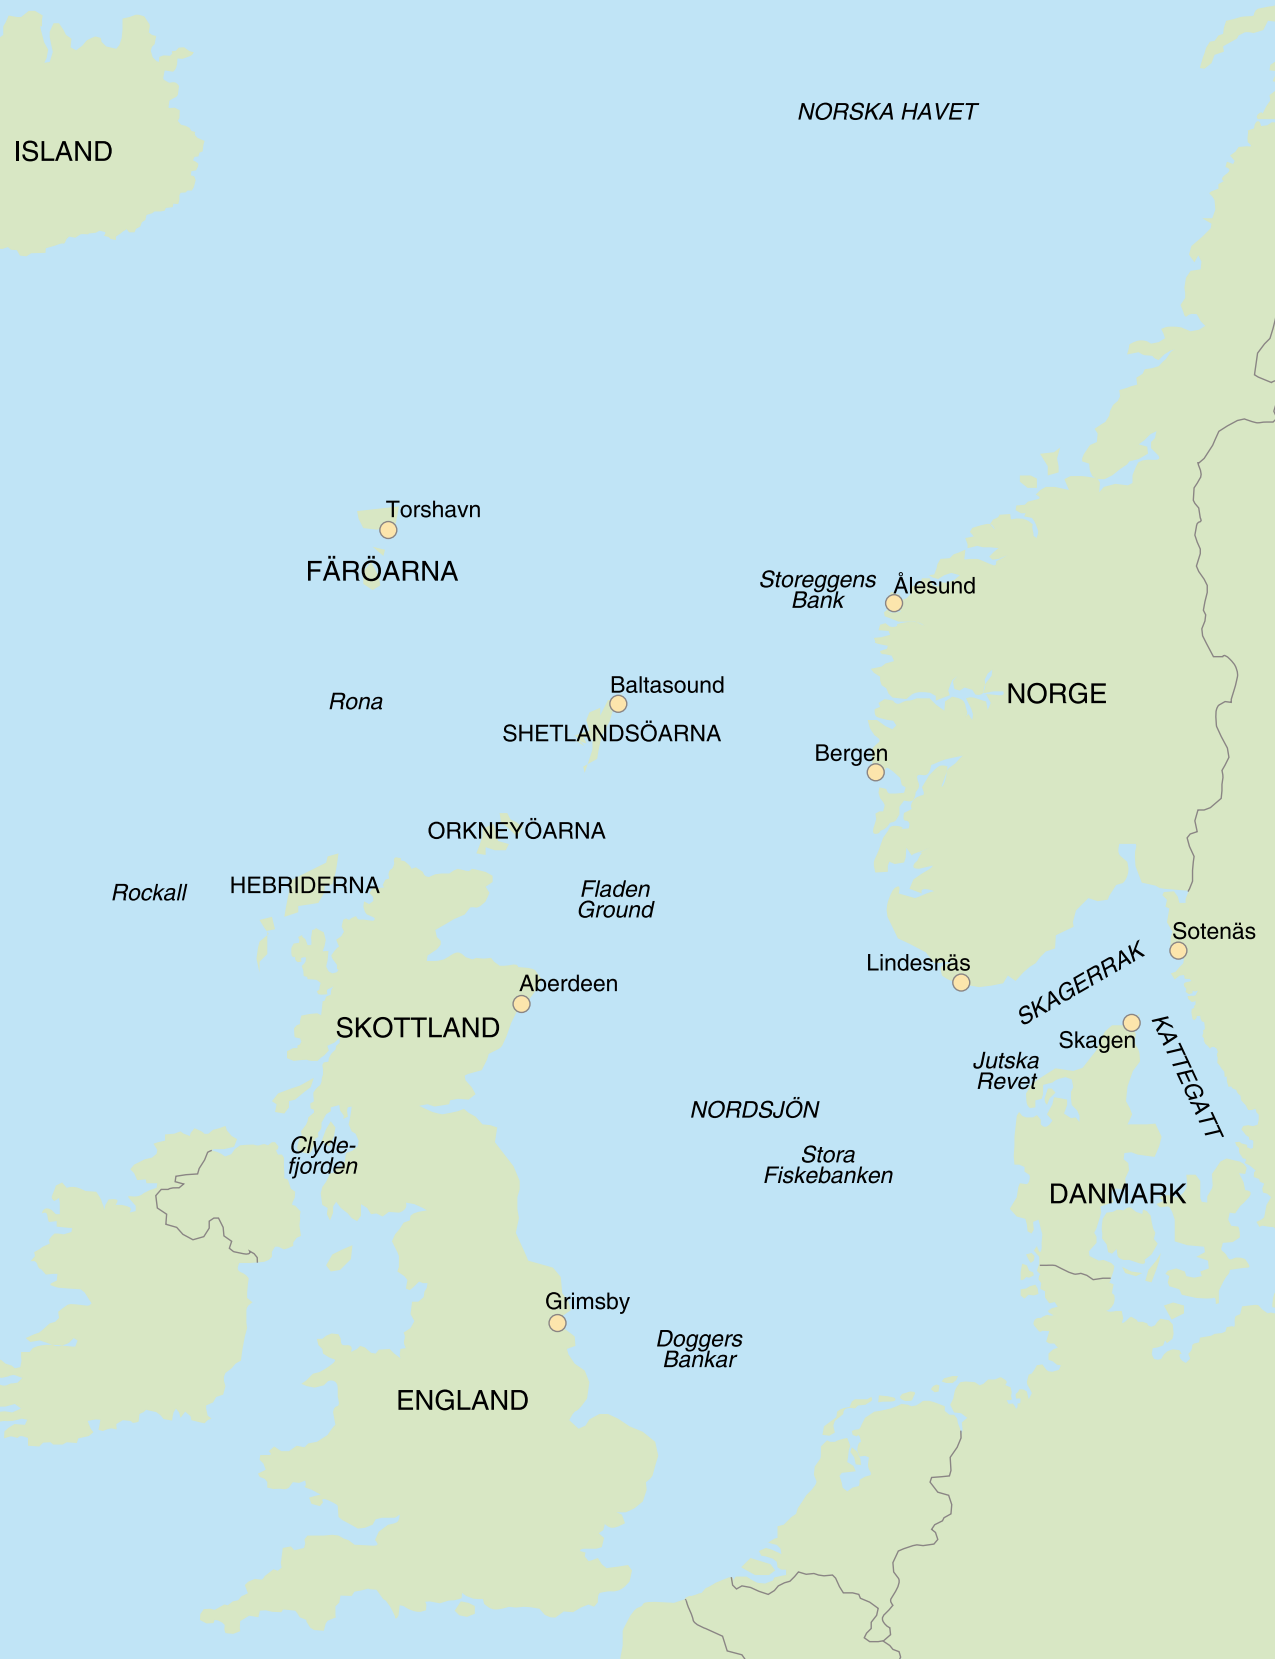 NORSKA HAVET
ISLAND
Torshavn
FÄRÖARNA
Storeggens
Bank
Ålesund
Baltasound
Rona
NORGE
SHETLANDSÖARNA
Bergen
ORKNEYÖARNA
HEBRIDERNA
Rockall
Fladen
Ground
Sotenäs
Lindesnäs
SKAGERRAK
Aberdeen
SKOTTLAND
Skagen
KATTEGATT
Jutska
Revet
NORDSJÖN
Clyde-
fjorden
Stora
Fiskebanken
DANMARK
Grimsby
Doggers
Bankar
ENGLAND